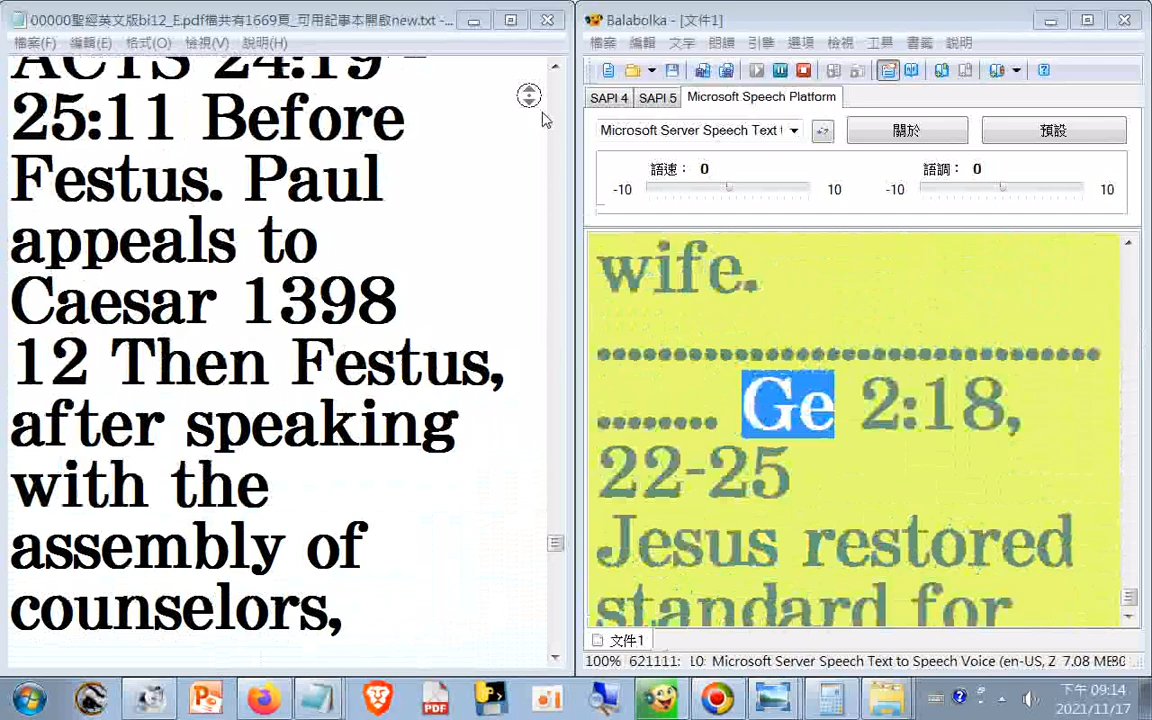 00000聖經英文版bi12_E.pdf檔共有1669頁_可用記事本開啟new.txt -...
檔案(F) 編輯(E) 格式(O) 檢視(V) 說明(H)
ACTS 24:19 –
25:11 Before
Festus. Paul
appeals to
Caesar 1398
12 Then Festus,
after speaking
with the
assembly of
counselors,
Balabolka - [文件1]
檔案 編輯 文字 朗讀 引擎 選項 檢視 工具 書籤 說明
SAPI 4 SAPI 5 Microsoft Speech Platform
Microsoft Server Speech Text 關於 預設
語速： 0 語調： 0
-10 10 -10 10
wife.
........................................
........ Ge 2:18,
22-25
Jesus restored
standard for
文件1
100% 621111: Microsoft Server Speech Text to Speech Voice (en-US, Z 7.08 ME
下午 09:14
2021/11/17